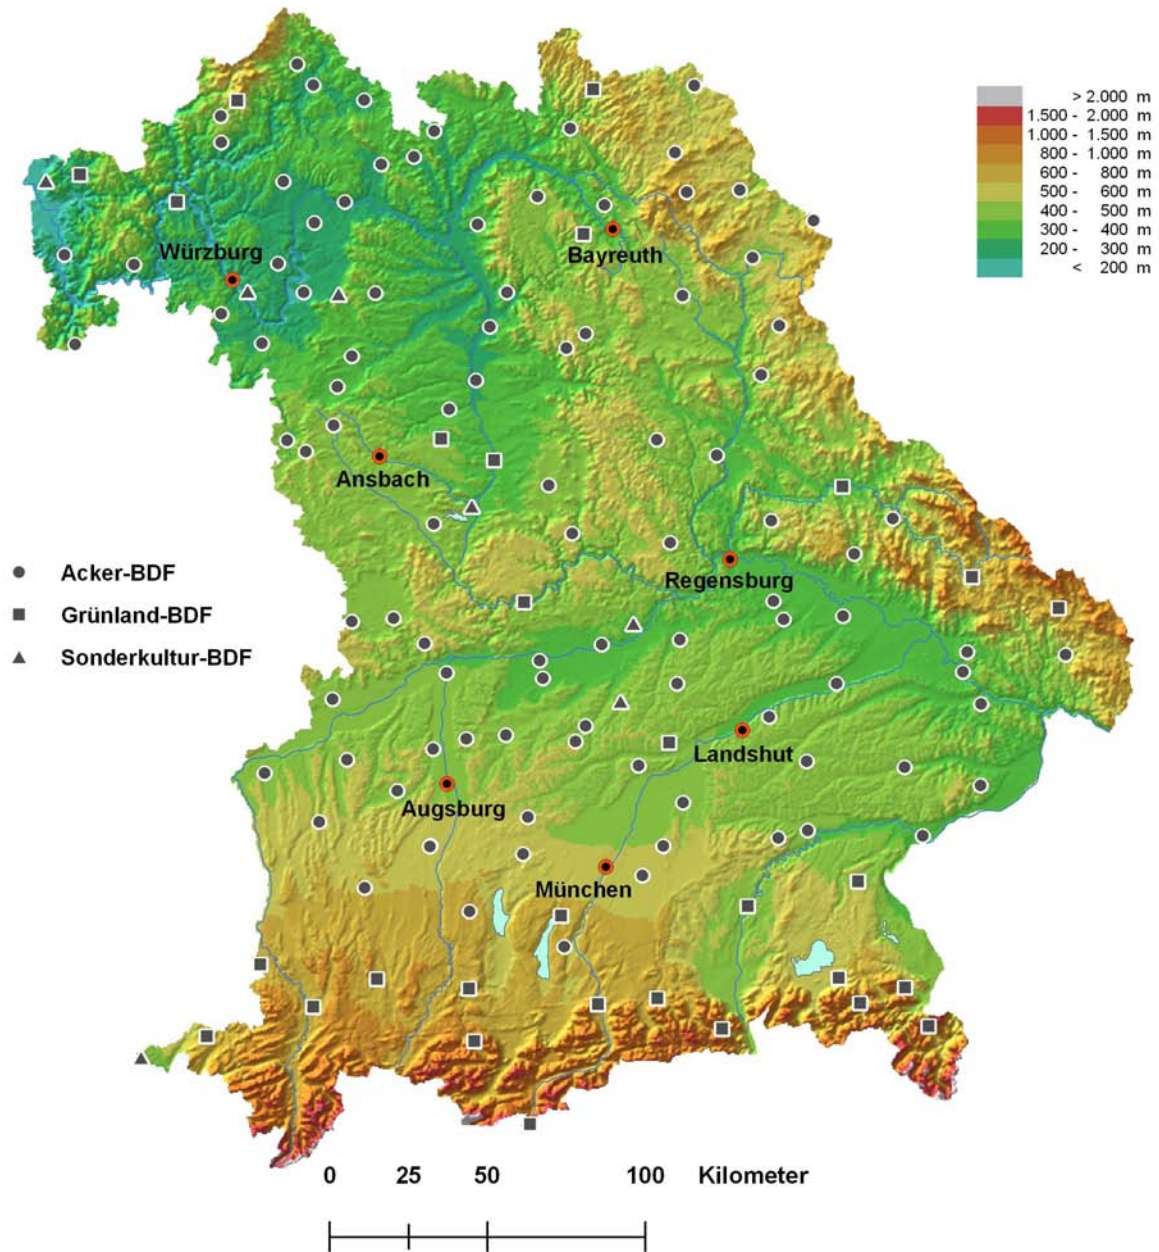 > 2.000 m
1.500 - 2.000 m
1.000 - 1.500 m
800 - 1.000 m
600 - 800 m
500 - 600 m
400 - 500 m
300 - 400 m
200 - 300 m
< 200 m
Würzburg
Bayreuth
Ansbach
Regensburg
Landshut
Augsburg
München
Acker-BDF
Grünland-BDF
Sonderkultur-BDF
0 25 50 100 Kilometer